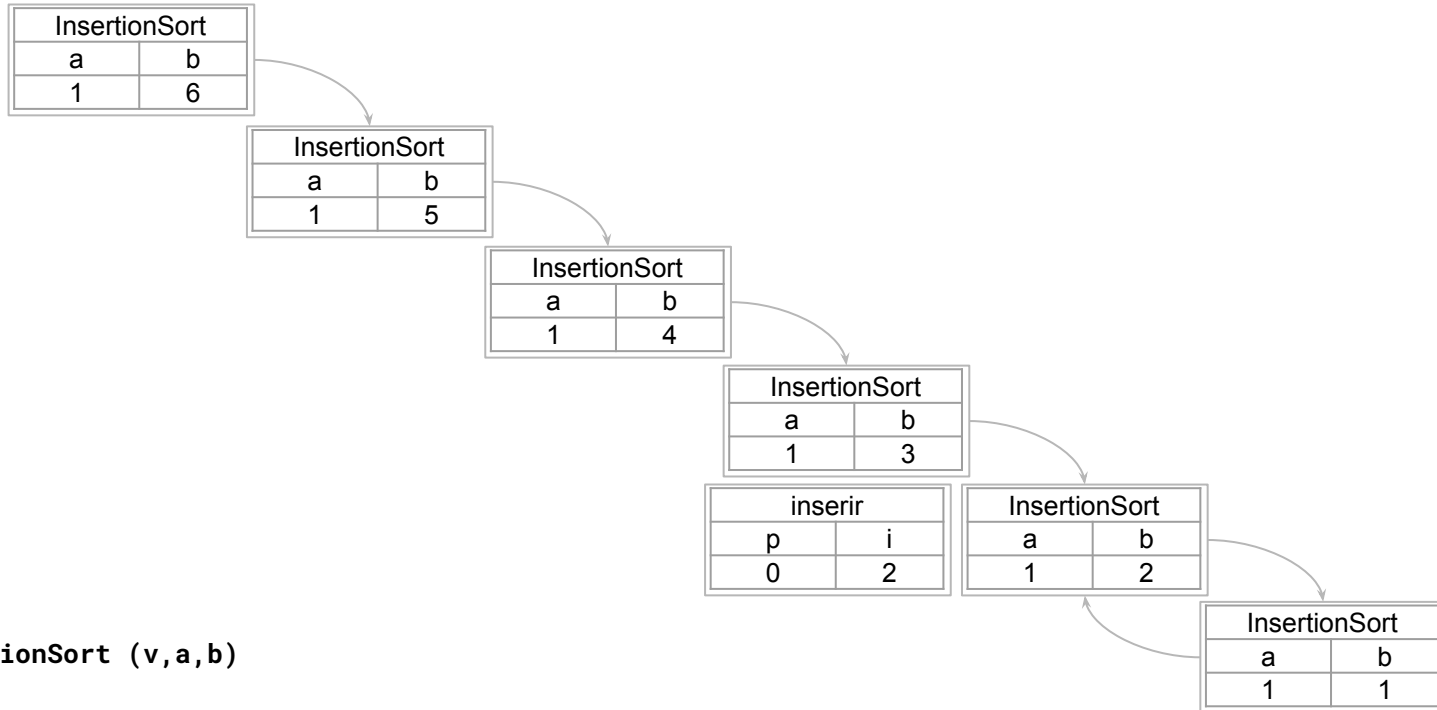 InsertionSort
a b
1 6
InsertionSort
a b
1 5
InsertionSort
a b
1 4
InsertionSort
a b
1 3
inserir
p i
0 2
InsertionSort
a b
1 2
InsertionSort
a b
1 1
ionSort (v,a,b)